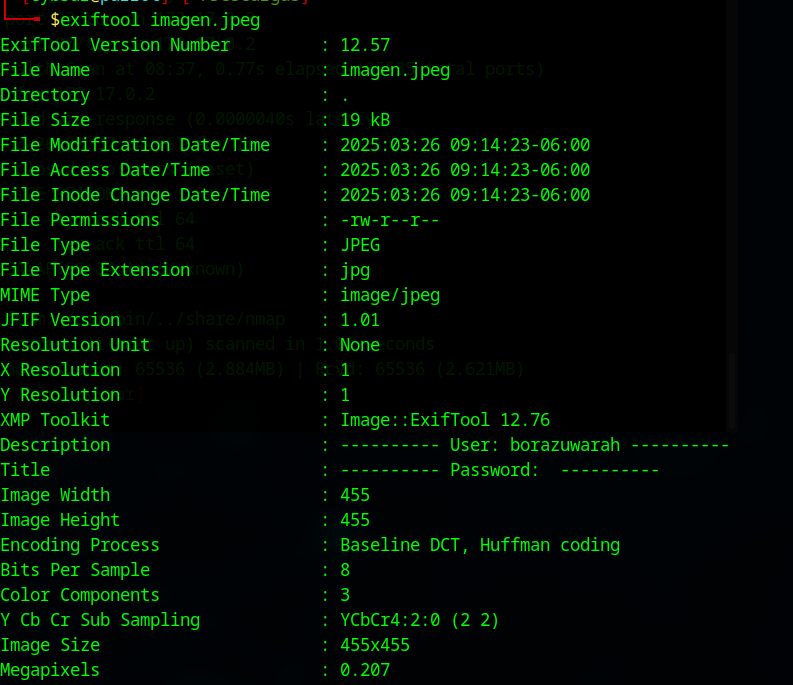 $exiftool imagen.jpeg
ExifTool Version Number : 12.57
File Name : imagen.jpeg
Directory : .
File Size : 19 kB
File Modification Date/Time : 2025:03:26 09:14:23-06:00
File Access Date/Time : 2025:03:26 09:14:23-06:00
File Inode Change Date/Time : 2025:03:26 09:14:23-06:00
File Permissions : -rw-r--r--
File Type : JPEG
File Type Extension : jpg
MIME Type : image/jpeg
JFIF Version : 1.01
Resolution Unit : None
X Resolution : 1
Y Resolution : 1
XMP Toolkit : Image::ExifTool 12.76
Description : ---------- User: borazuwarah ----------
Title : ---------- Password:  ----------
Image Width : 455
Image Height : 455
Encoding Process : Baseline DCT, Huffman coding
Bits Per Sample : 8
Color Components : 3
Y Cb Cr Sub Sampling : YCbCr4:2:0 (2 2)
Image Size : 455x455
Megapixels : 0.207